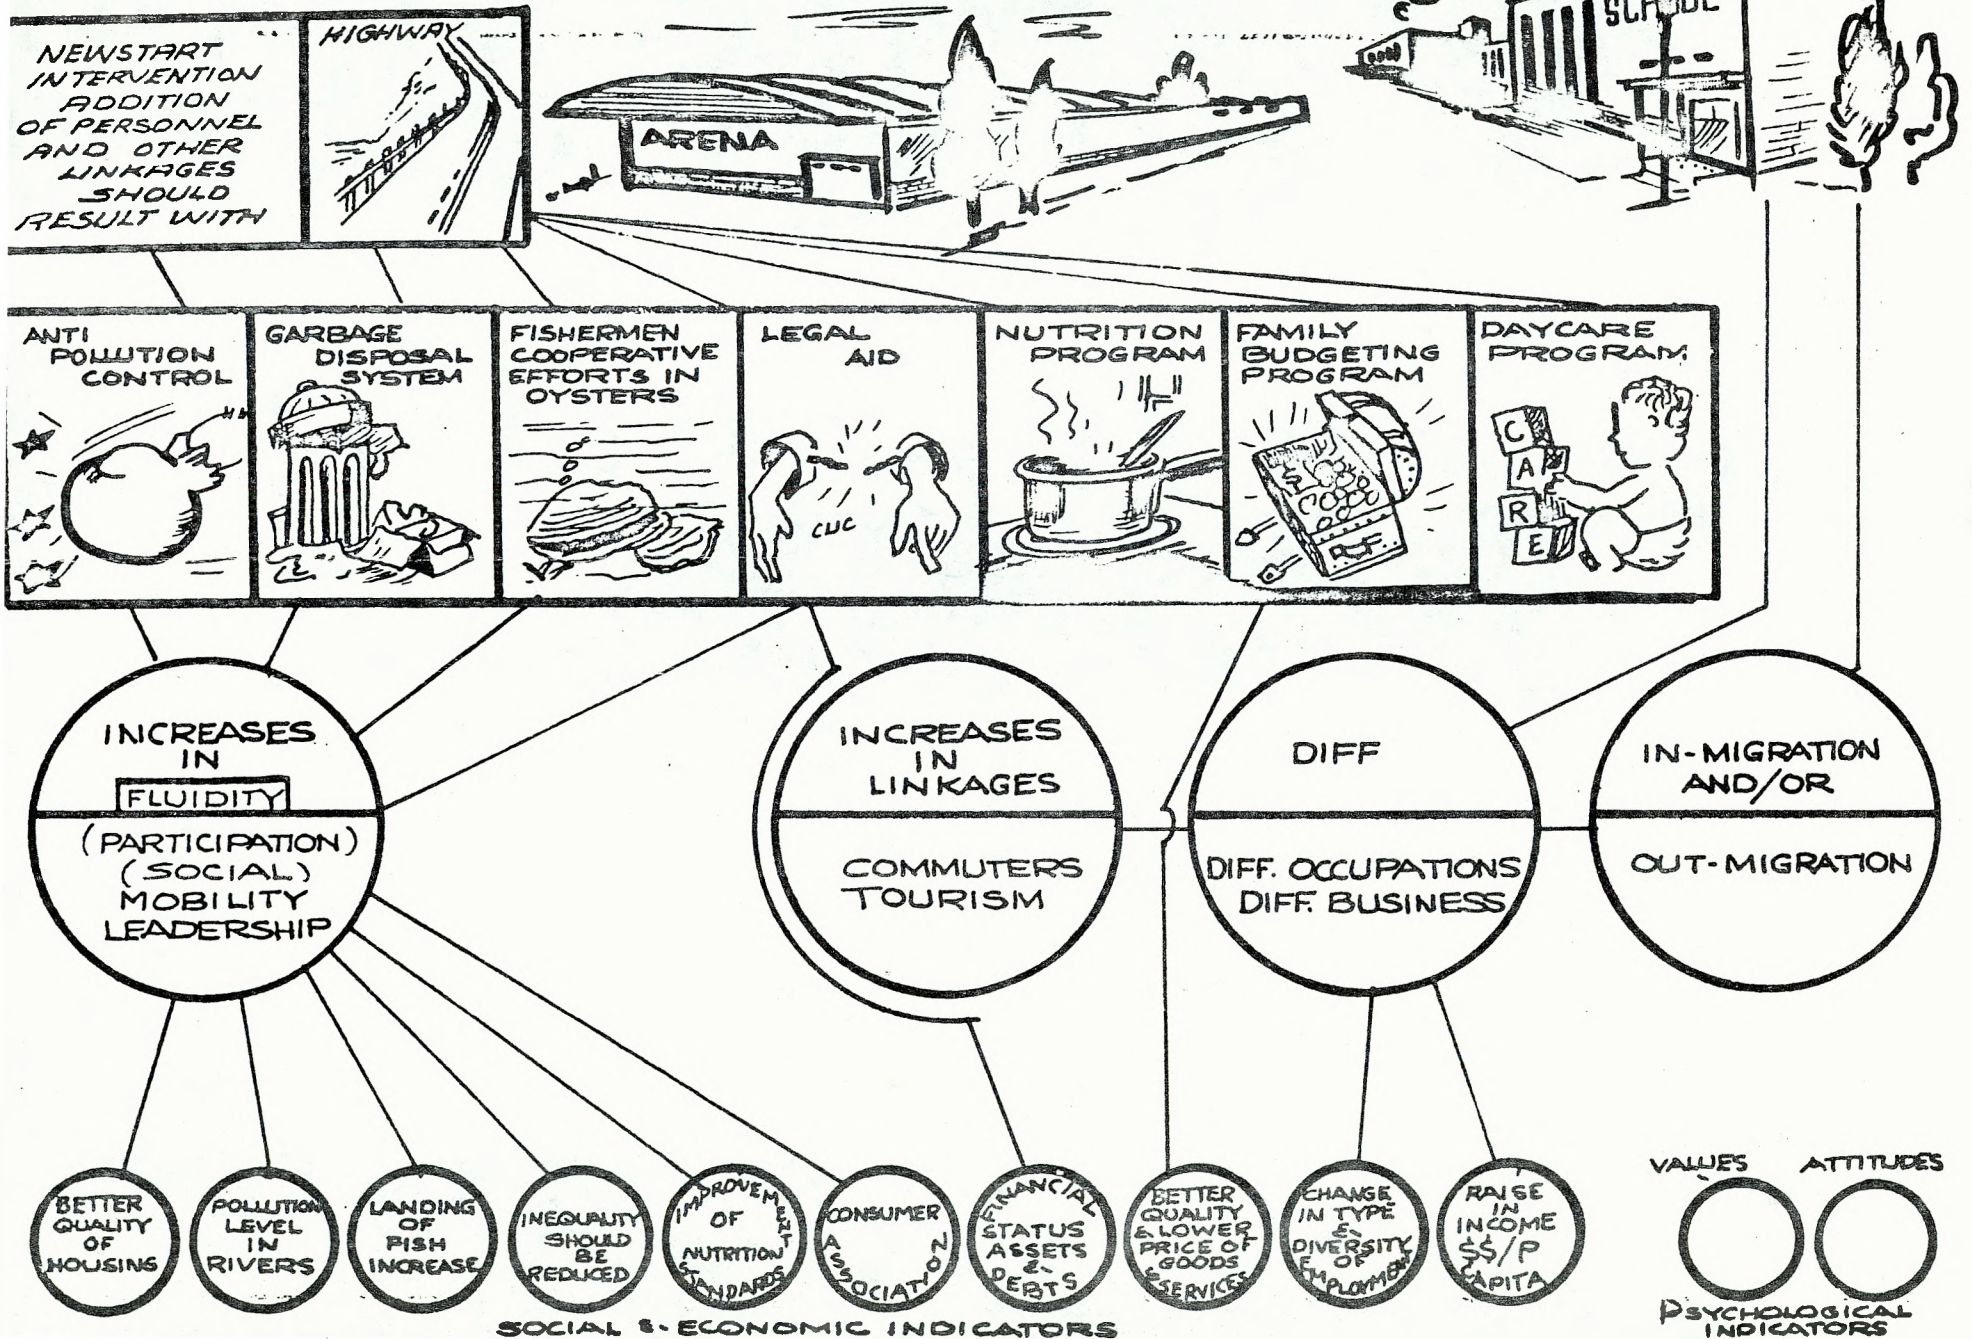 NEWSTART
INTERVENTION
ADDITION
OF PERSONNEL
AND OTHER
LINKAGES
SHOULD
RESULT WITH
HIGHWAY
ARENA
SCHOOL
ANTI
POLLUTION
CONTROL
GARBAGE
DISPOSAL
SYSTEM
FISHERMEN
COOPERATIVE
EFFORTS IN
OYSTERS
LEGAL
AID
CLIC
NUTRITION
PROGRAM
FAMILY
BUDGETING
PROGRAM
DAYCARE
PROGRAM
C
A
R
E
INCREASES
IN
FLUIDITY
(PARTICIPATION)
(SOCIAL)
MOBILITY
LEADERSHIP
INCREASES
IN
LINKAGES
COMMUTERS
TOURISM
DIFF
DIFF. OCCUPATIONS
DIFF. BUSINESS
IN-MIGRATION
AND/OR
OUT-MIGRATION
BETTER
QUALITY
OF
HOUSING
POLLUTION
LEVEL
IN
RIVERS
LANDING
OF
FISH
INCREASE
INEQUALITY
SHOULD
BE
REDUCED
IMPROVEMENT
OF
NUTRITION
STANDARDS
CONSUMER
ASSOCIATION
FINANCIAL
STATUS
ASSETS
&
DEBTS
BETTER
QUALITY
& LOWER
PRICE OF
GOODS
& SERVICES
CHANGE
IN TYPE
&
DIVERSITY
OF
EMPLOYMENT
RAISE
IN
INCOME
$$/P
CAPITA
VALUES
ATTITUDES
SOCIAL & ECONOMIC INDICATORS
PSYCHOLOGICAL
INDICATORS